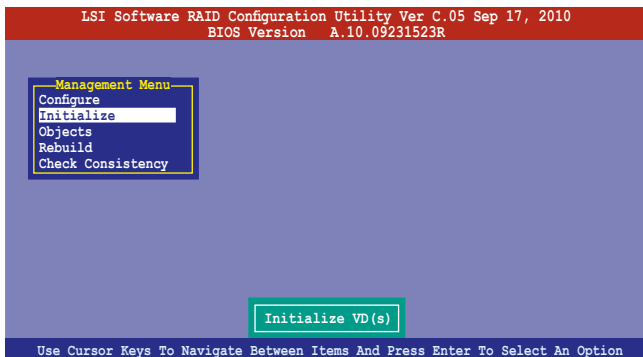 LSI Software RAID Configuration Utility Ver C.05 Sep 17, 2010
BIOS Version A.10.09231523R
Management Menu
Configure
Initialize
Objects
Rebuild
Check Consistency
Initialize VD(s)
Use Cursor Keys To Navigate Between Items And Press Enter To Select An Option